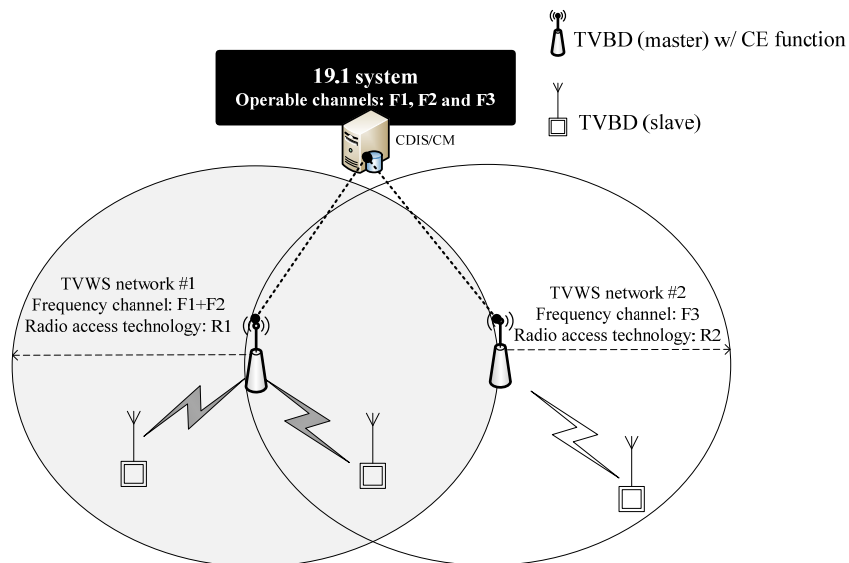 TVBD (master) w/ CE function
19.1 system
Operable channels: F1, F2 and F3
TVBD (slave)
CDIS/CM
TVWS network #1
Frequency channel: F1+F2
Radio access technology: R1
TVWS network #2
Frequency channel: F3
Radio access technology: R2